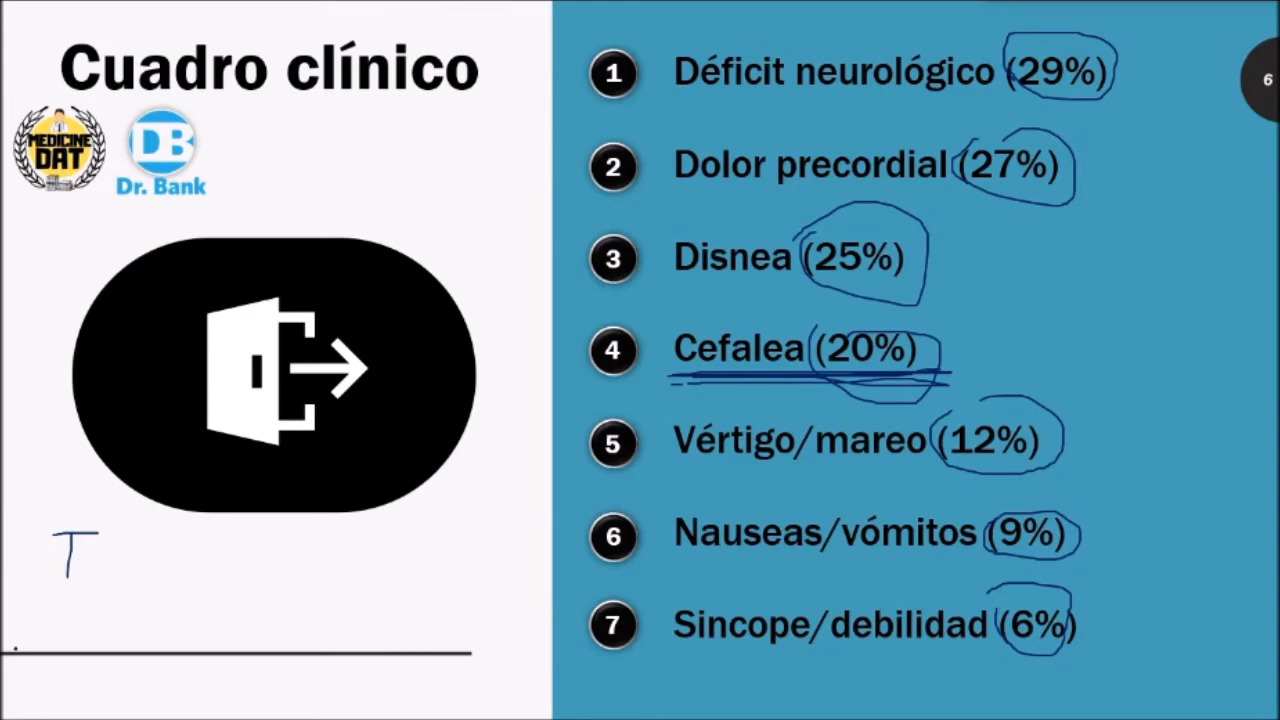 Cuadro clínico
MEDICINE
DAT
DB
Dr. Bank
T
1 Déficit neurológico (29%)
2 Dolor precordial (27%)
3 Disnea (25%)
4 Cefalea (20%)
5 Vértigo/mareo (12%)
6 Nauseas/vómitos (9%)
7 Sincope/debilidad (6%)
6